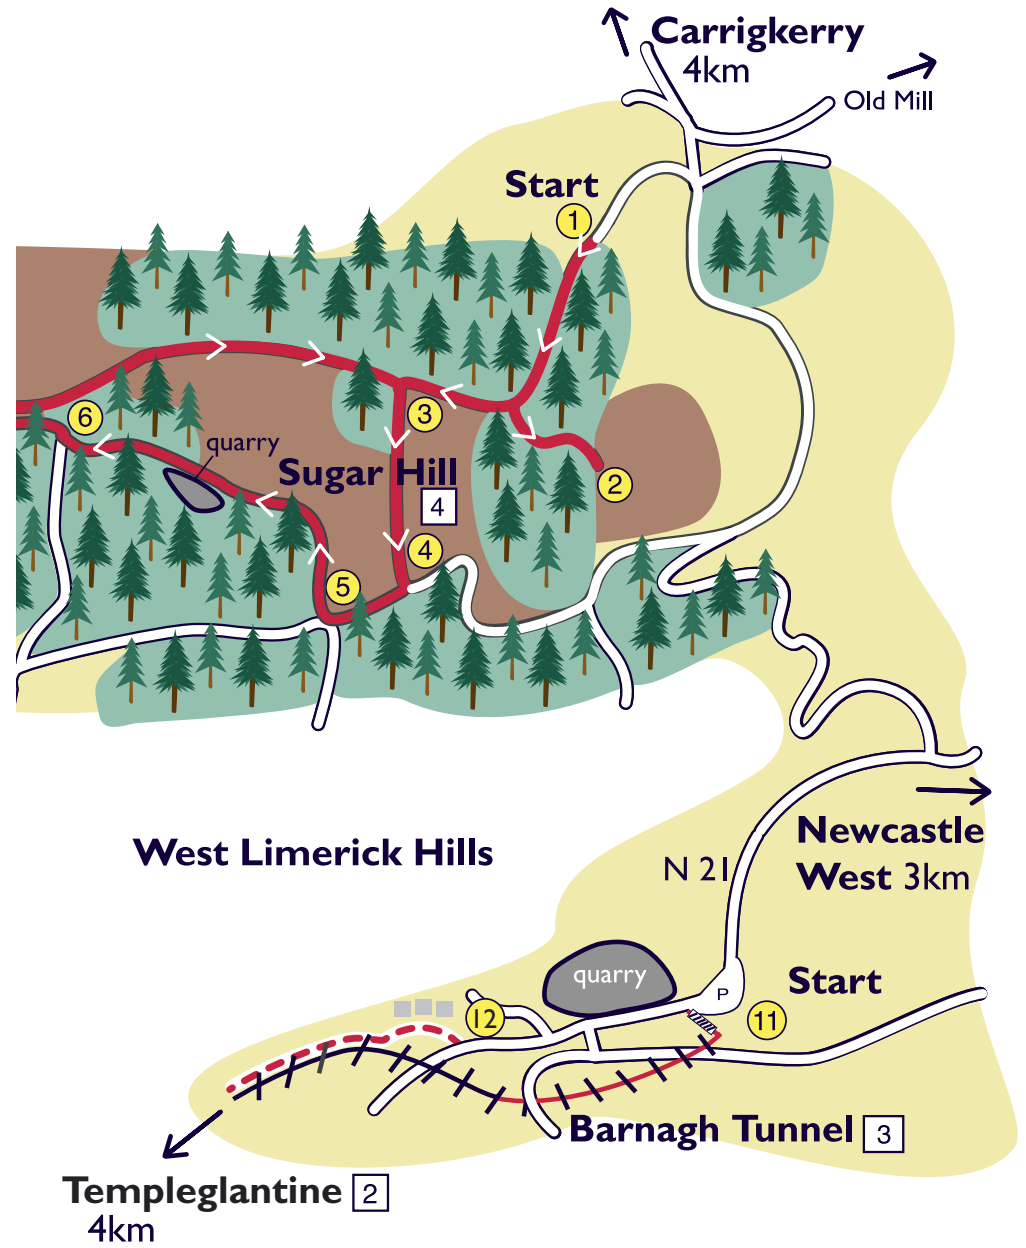 Carrigkerry
4km
Old Mill
Start
1
3
6
quarry
Sugar Hill
2
4
4
5
West Limerick Hills
Newcastle
West 3km
N 21
quarry
Start
P
12
11
Barnagh Tunnel 3
Templeglantine 2
4km